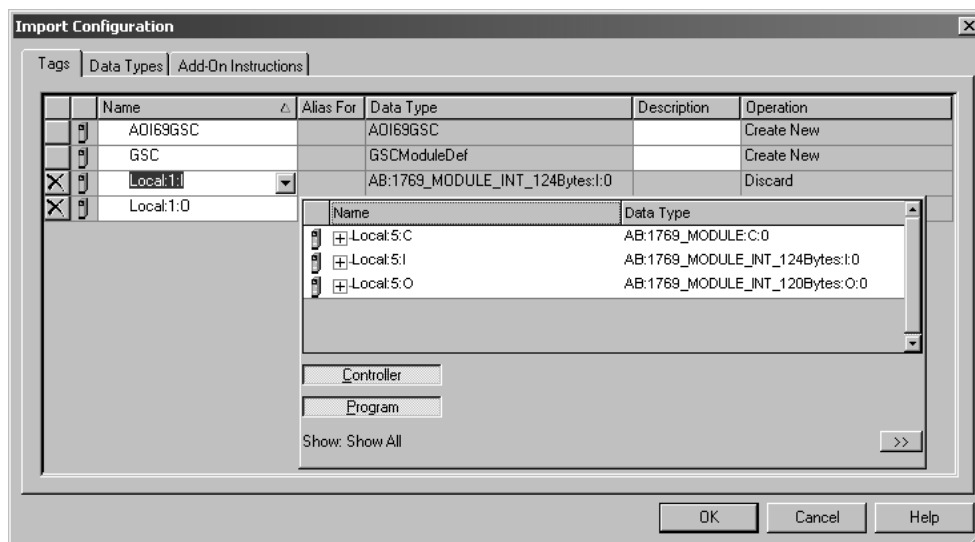 Import Configuration
Tags Data Types Add-On Instructions
Name Alias For Data Type Description Operation
AOI69GSC AOI69GSC Create New
GSC GSCModuleDef Create New
Local:1:I AB:1769_MODULE_INT_124Bytes:I:0 Discard
Local:1:O
Name Data Type
Local:5:C AB:1769_MODULE:C:0
Local:5:I AB:1769_MODULE_INT_124Bytes:I:0
Local:5:O AB:1769_MODULE_INT_120Bytes:O:0
Controller
Program
Show: Show All >>
OK Cancel Help